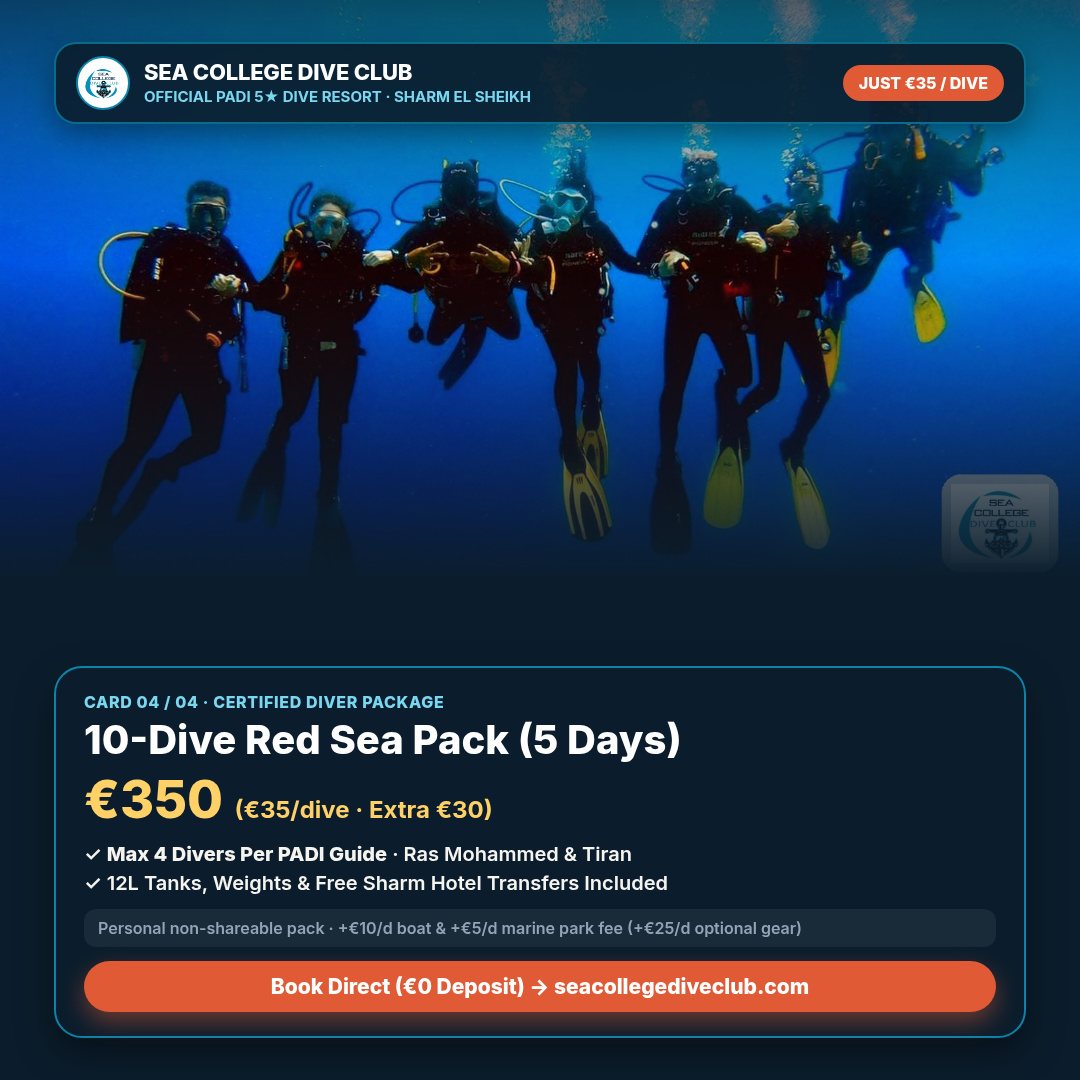 SEA COLLEGE DIVE CLUB
OFFICIAL PADI 5★ DIVE RESORT · SHARM EL SHEIKH
JUST €35 / DIVE
SEA
COLLEGE
DIVE CLUB
CARD 04 / 04 · CERTIFIED DIVER PACKAGE
10-Dive Red Sea Pack (5 Days)
€350 (€35/dive · Extra €30)
✓ Max 4 Divers Per PADI Guide · Ras Mohammed & Tiran
✓ 12L Tanks, Weights & Free Sharm Hotel Transfers Included
Personal non-shareable pack · +€10/d boat & +€5/d marine park fee (+€25/d optional gear)
Book Direct (€0 Deposit) → seacollegediveclub.com